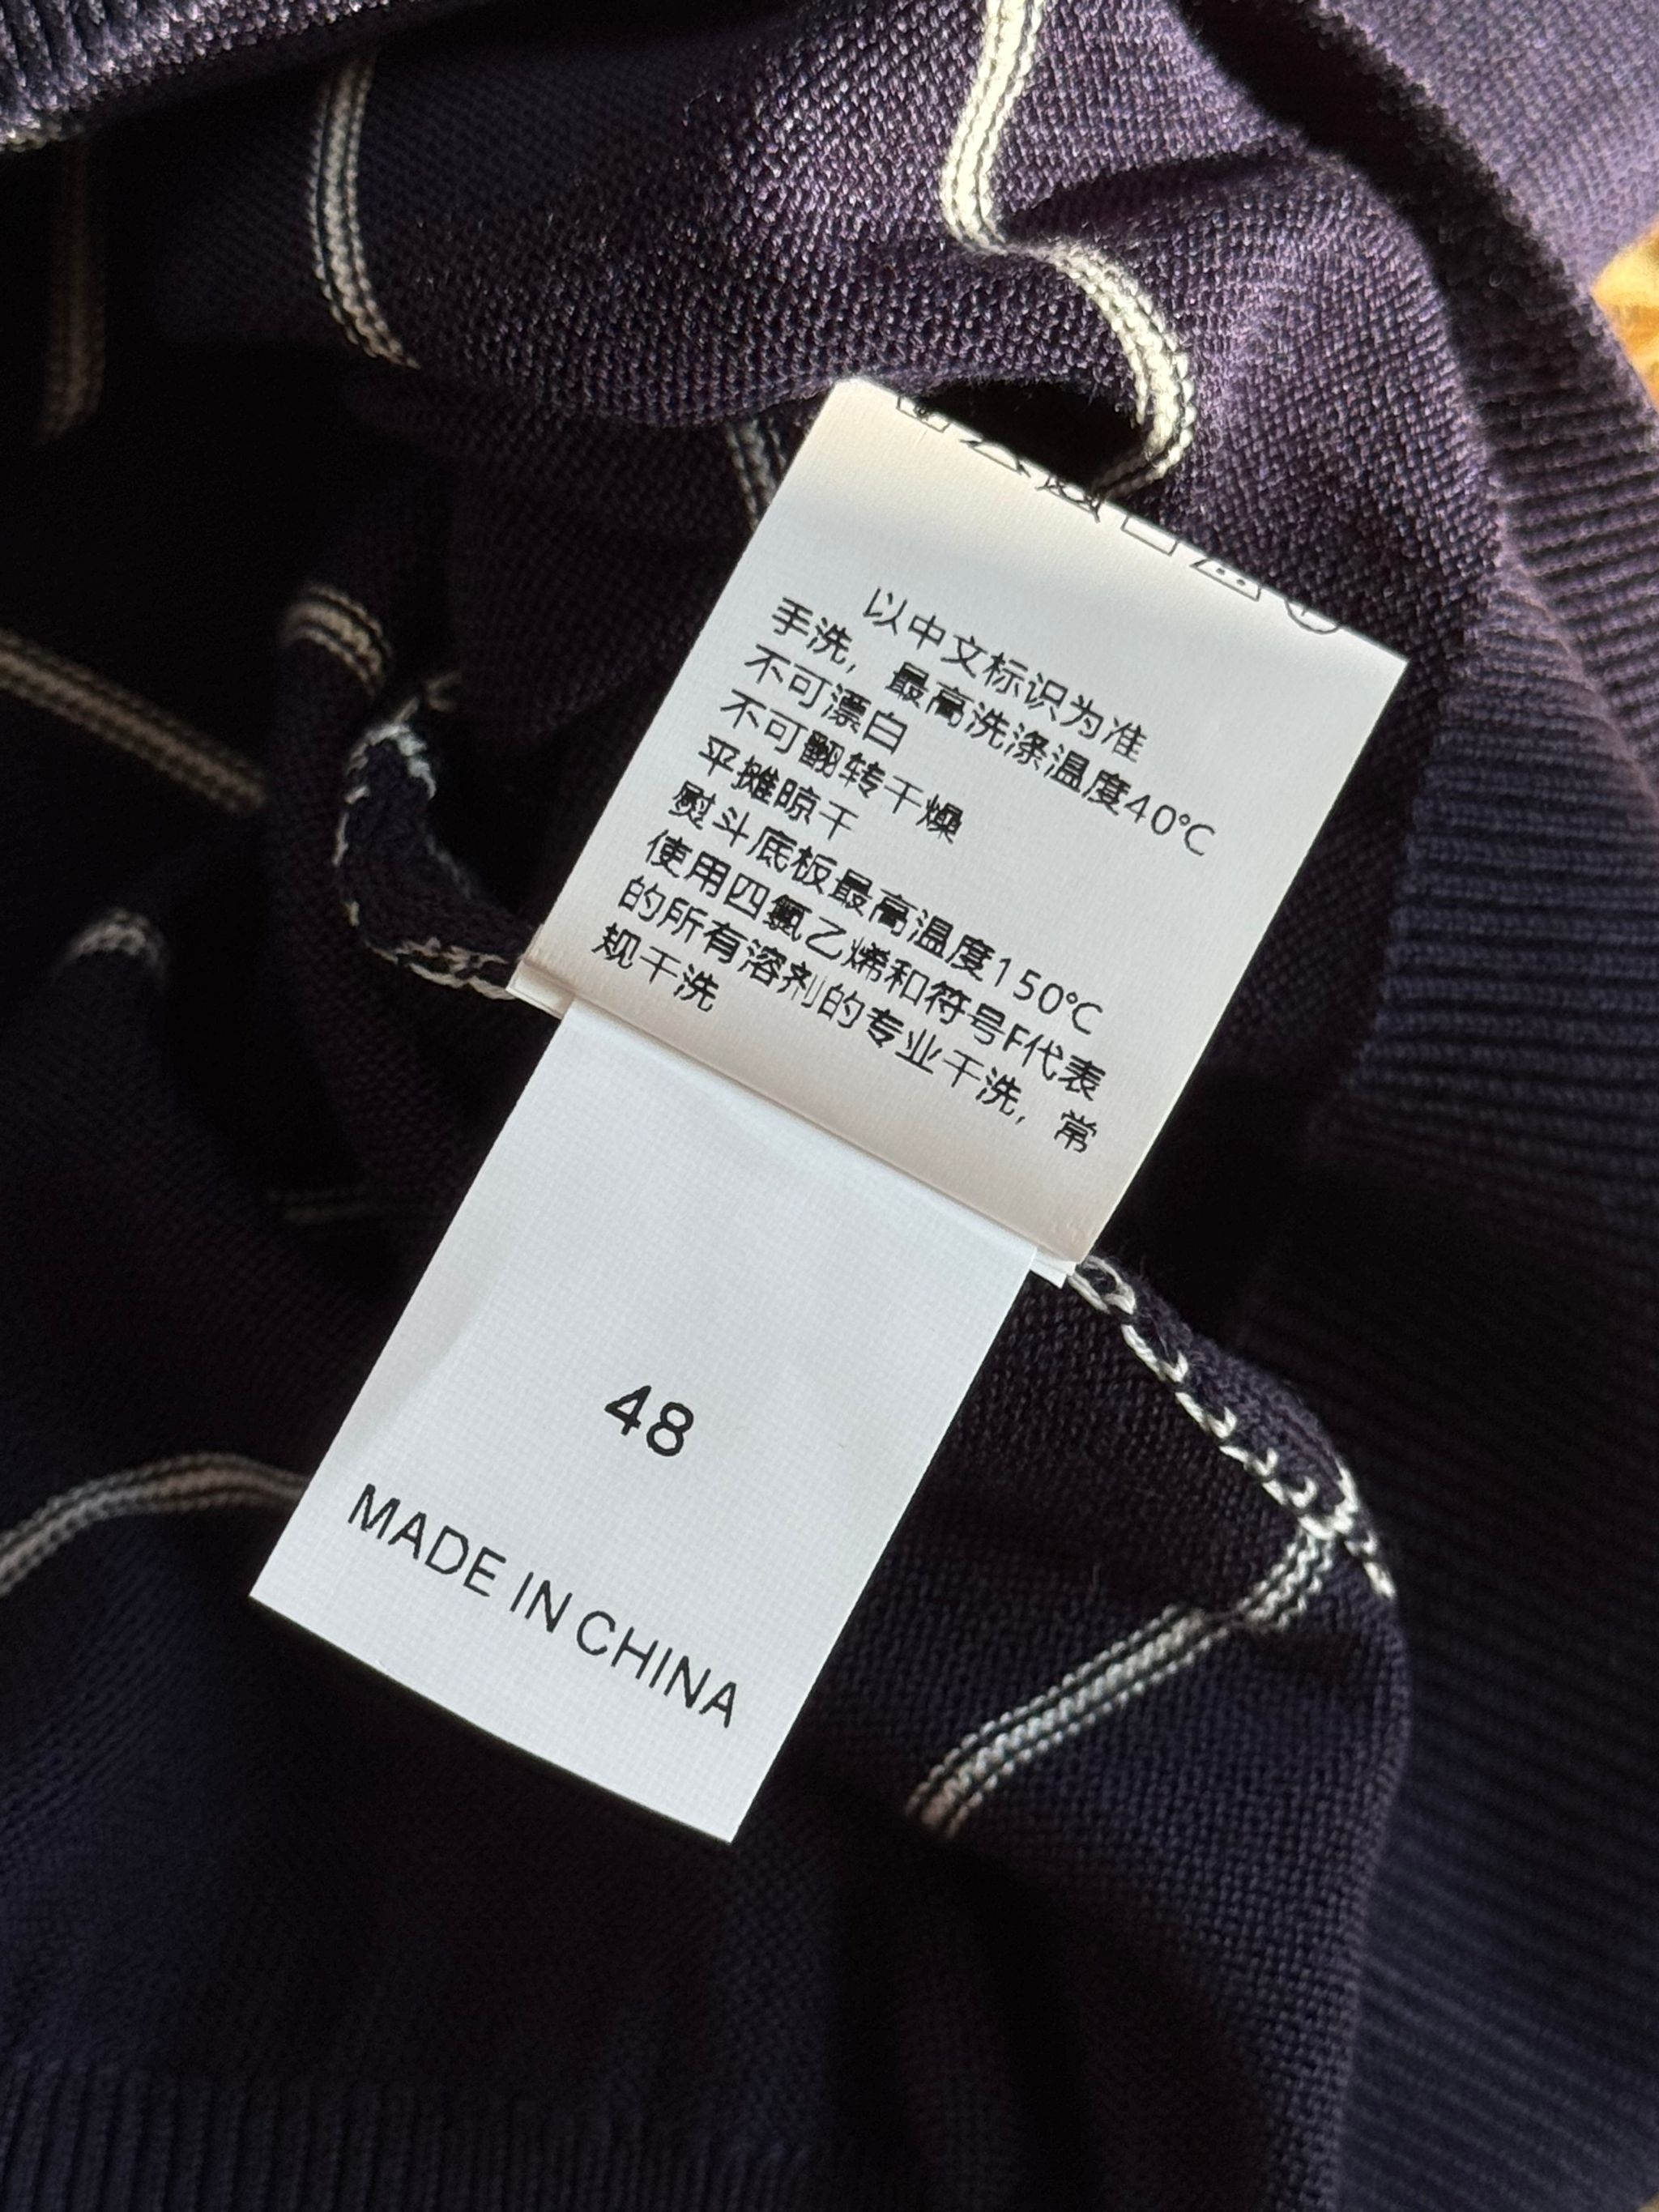 以中文标识为准
手洗，最高洗涤温度40℃
不可漂白
不可翻转干燥
平摊晾干
熨斗底板最高温度150℃
使用四氯乙烯和符号F代表
的所有溶剂的专业干洗，常
规干洗
48
MADE IN CHINA